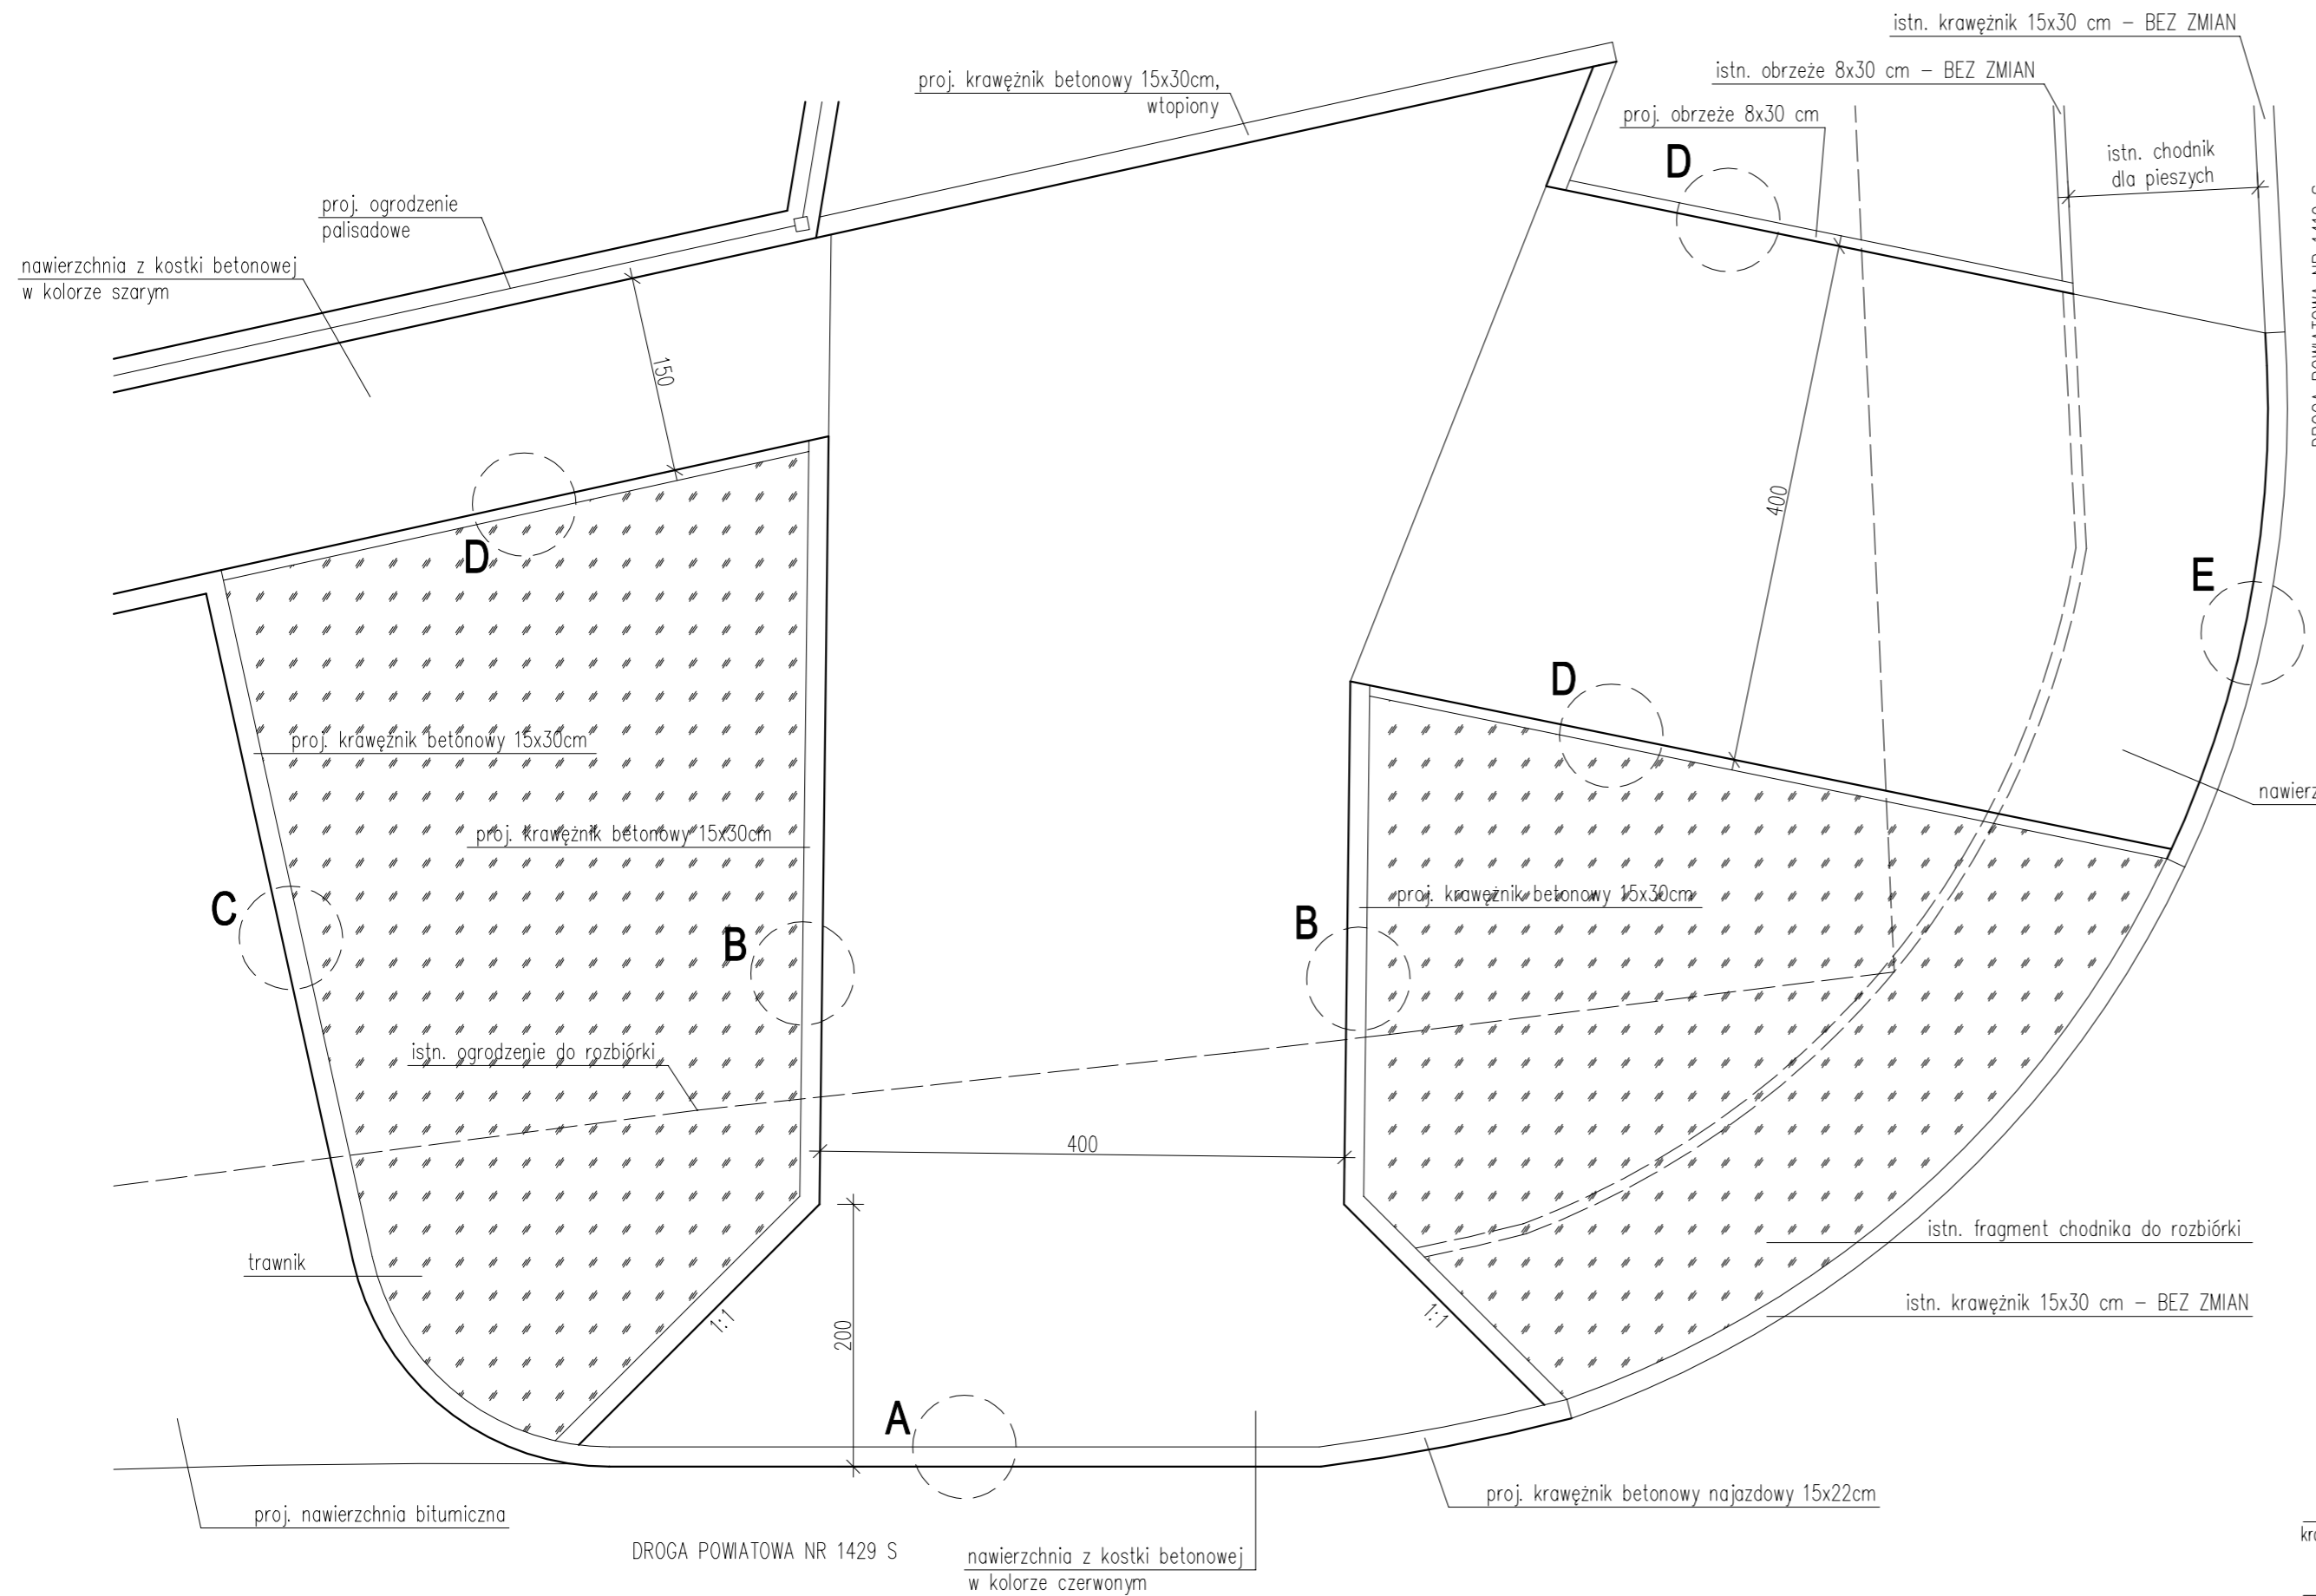 istn. krawężnik 15x30 cm – BEZ ZMIAN
istn. obrzeże 8x30 cm – BEZ ZMIAN
proj. krawężnik betonowy 15x30cm,
wtopiony
proj. obrzeże 8x30 cm
D
istn. chodnik
dla pieszych
proj. ogrodzenie
palisadowe
nawierzchnia z kostki betonowej
w kolorze szarym
150
400
D
E
D
proj. krawężnik betonowy 15x30cm
nawierz
proj. krawężnik betonowy 15x30cm
proj. krawężnik betonowy 15x30cm
C
B
B
istn. ogrodzenie do rozbiórki
400
istn. fragment chodnika do rozbiórki
trawnik
istn. krawężnik 15x30 cm – BEZ ZMIAN
1:1
1:1
200
A
proj. krawężnik betonowy najazdowy 15x22cm
proj. nawierzchnia bitumiczna
DROGA POWIATOWA NR 1429 S
nawierzchnia z kostki betonowej
w kolorze czerwonym